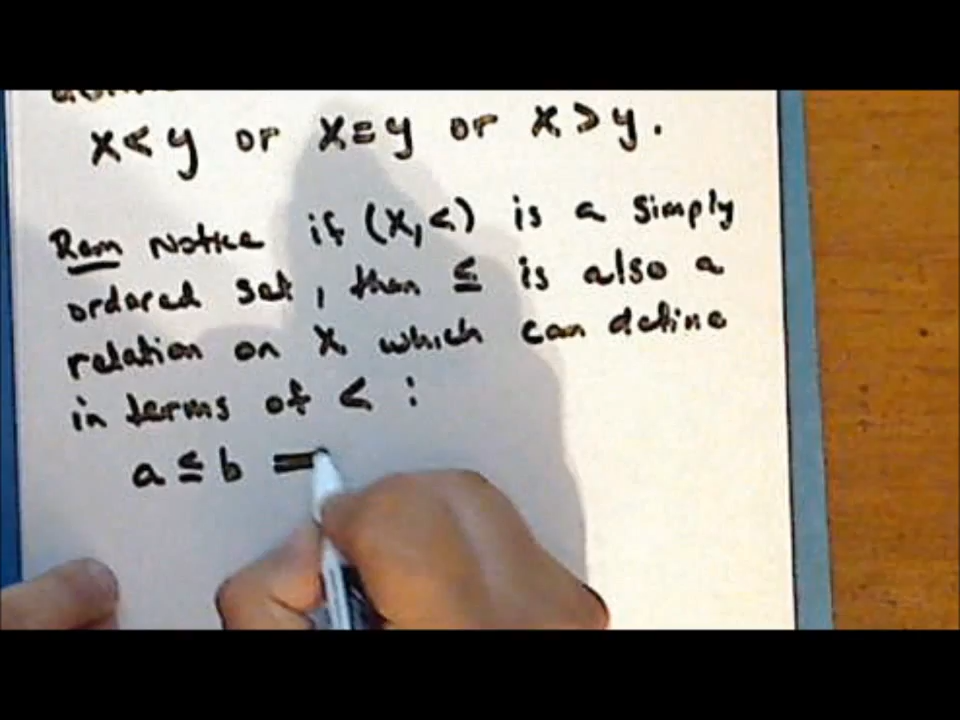 x < y or x = y or x > y.
Rem Notice if (X, <) is a simply
ordered set, then ≤ is also a
relation on X which can define
in terms of < :
a ≤ b =